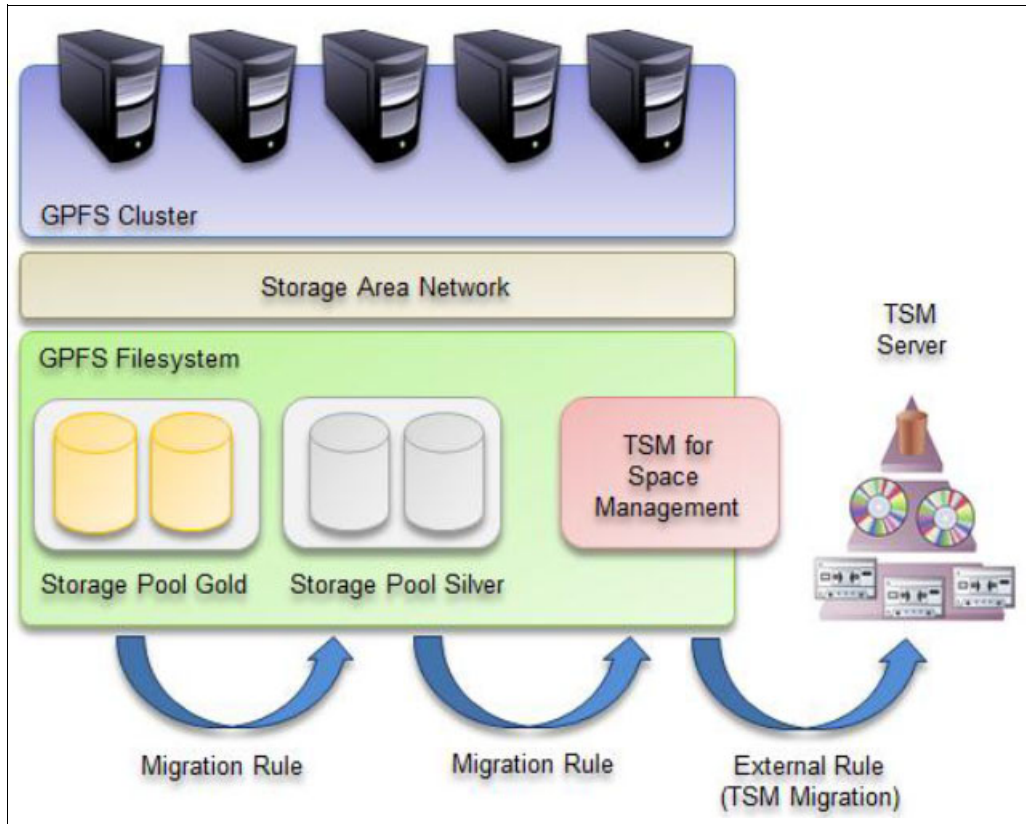 GPFS Cluster
Storage Area Network
TSM
Server
GPFS Filesystem
TSM for
Space
Management
Storage Pool Gold
Storage Pool Silver
Migration Rule
Migration Rule
External Rule
(TSM Migration)